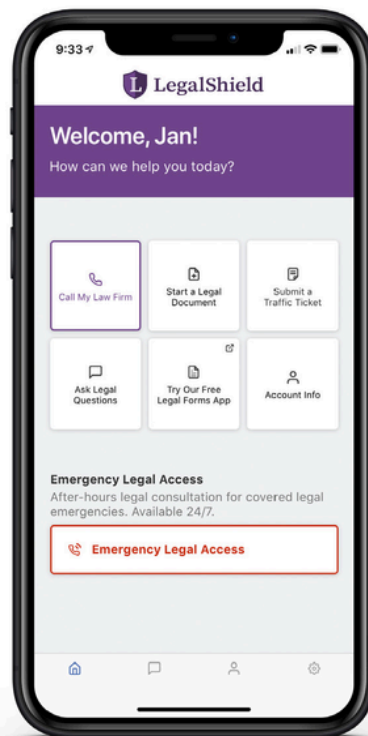 9:33
LegalShield
Welcome, Jan!
How can we help you today?
Call My Law Firm
Start a Legal
Document
Submit a
Traffic Ticket
Ask Legal
Questions
Try Our Free
Legal Forms App
Account Info
Emergency Legal Access
After-hours legal consultation for covered legal
emergencies. Available 24/7.
Emergency Legal Access